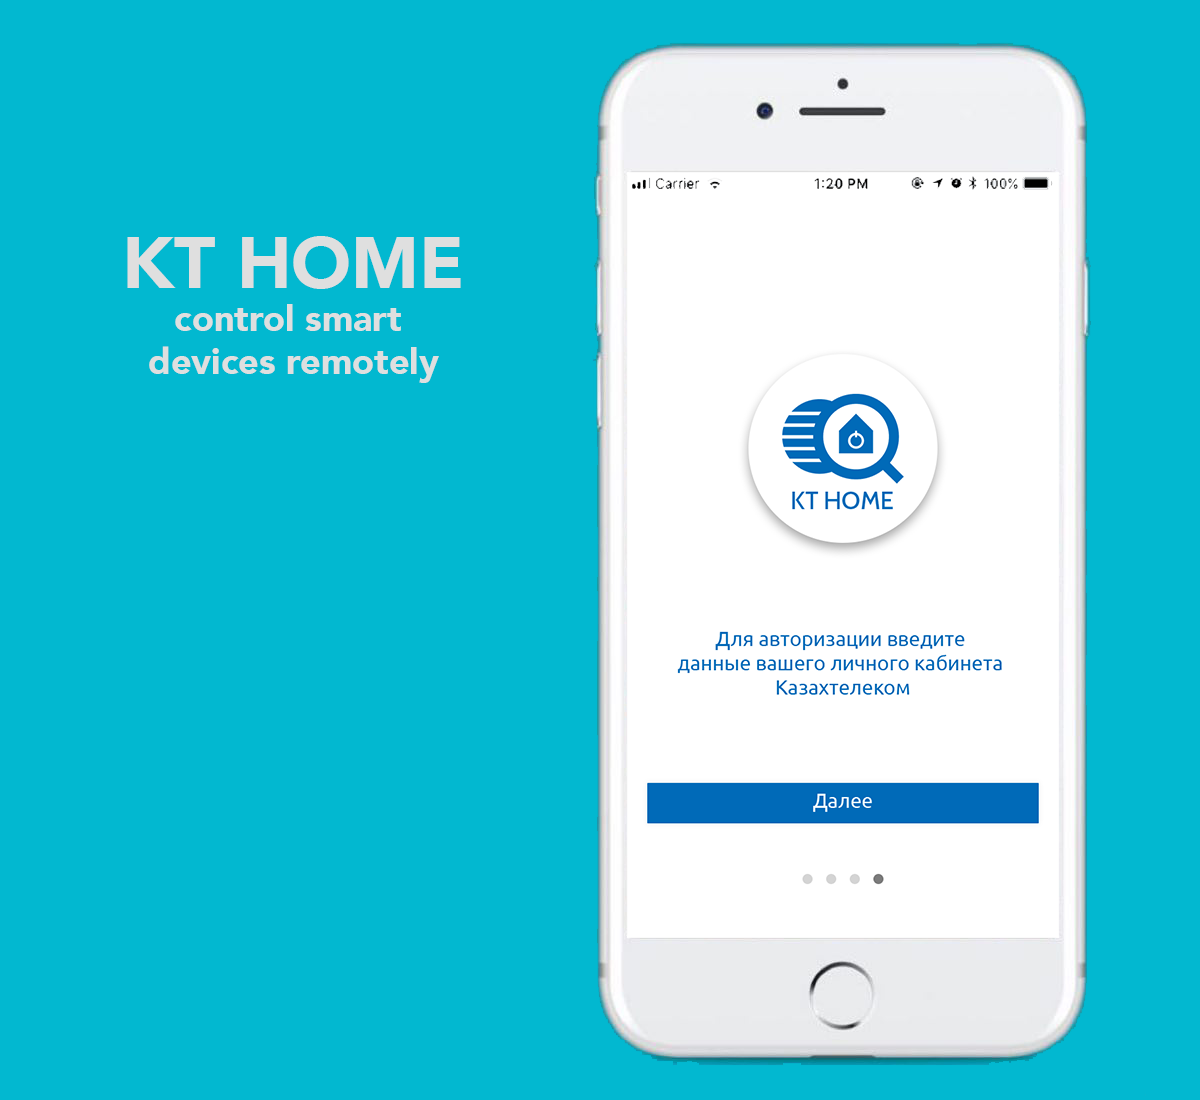 KT HOME
control smart
devices remotely
Carrier 1:20 PM 100%
KT HOME
Для авторизации введите
данные вашего личного кабинета
Казахтелеком
Далее